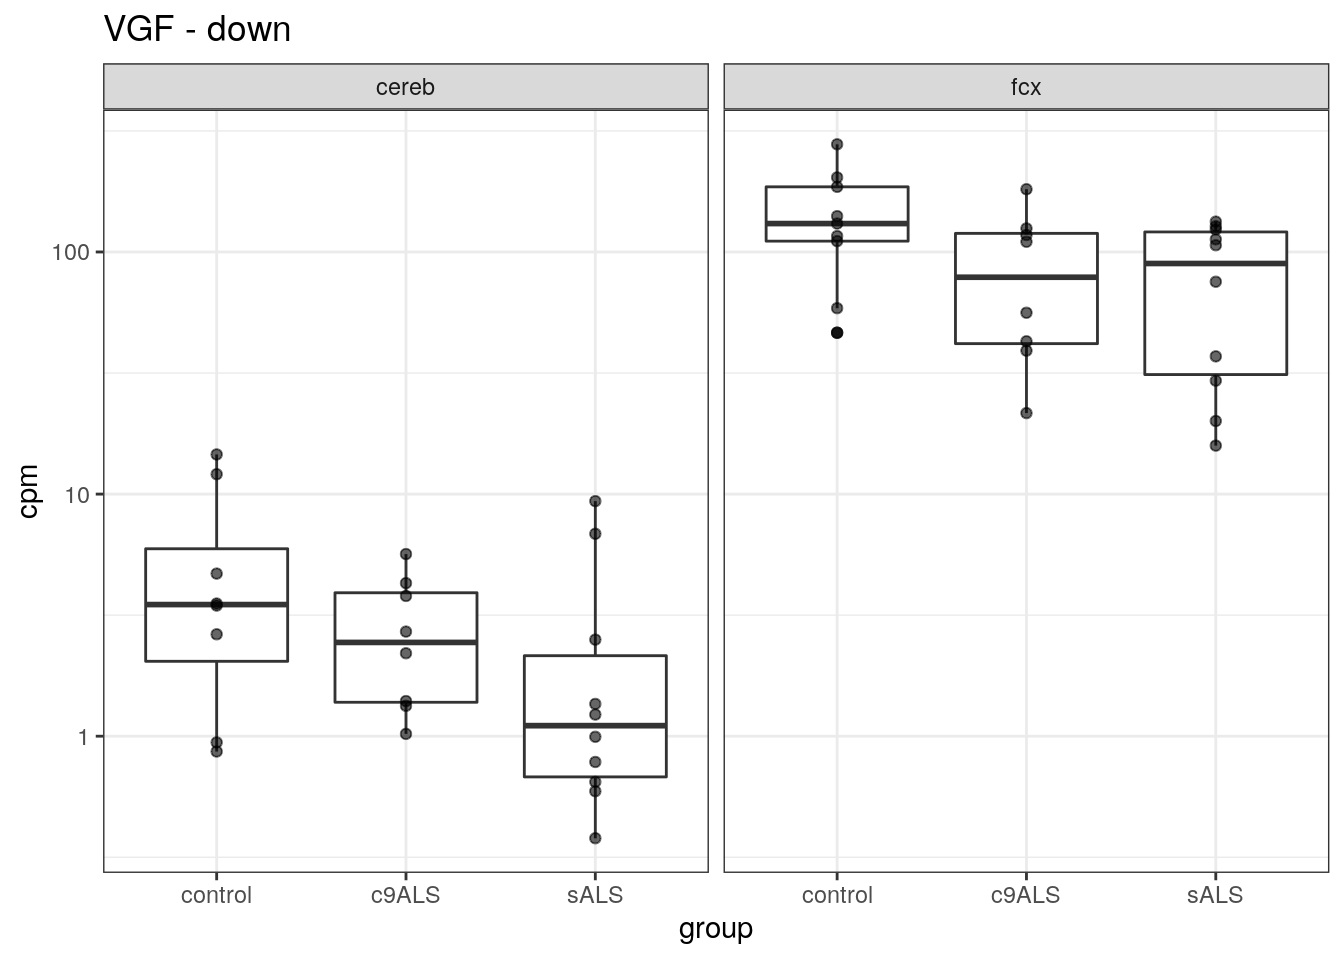 VGF - down
cereb
fcx
cpm
100
10
1
control
c9ALS
sALS
control
c9ALS
sALS
group